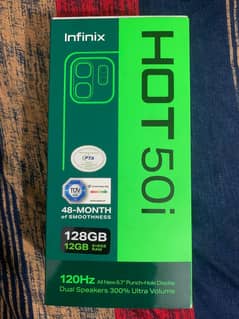 Infinix
HOT 50i
PTA
TÜV
48-MONTH
of SMOOTHNESS
128GB
12GB
120Hz All New 6.7" Punch-Hole Display
Dual Speakers 300% Ultra Volume